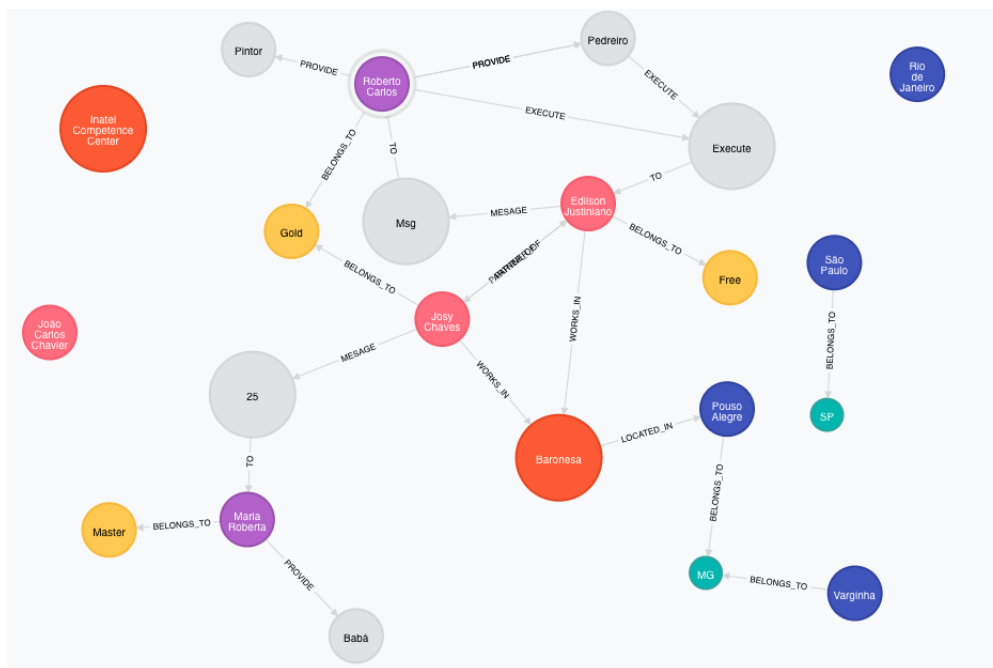 Pintor
PROVIDE
Roberto
Carlos
PROVIDE
Pedreiro
EXECUTE
Rio
de
Janeiro
Inatel
Competence
Center
EXECUTE
Execute
BELONGS_TO
TO
TO
Edilson
Justiniano
MESAGE
Msg
Gold
BELONGS_TO
Free
São
Paulo
BELONGS_TO
PARTNER_OF
Josy
Chaves
WORKS_IN
BELONGS_TO
SP
João
Carlos
Chavier
MESAGE
25
WORKS_IN
Pouso
Alegre
LOCATED_IN
Baronesa
TO
BELONGS_TO
Master
BELONGS_TO
Maria
Roberta
PROVIDE
Babá
MG
BELONGS_TO
Varginha